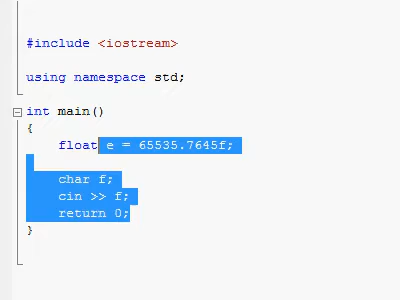 #include <iostream>
using namespace std;
int main()
{
float e = 65535.7645f;
char f;
cin >> f;
return 0;
}